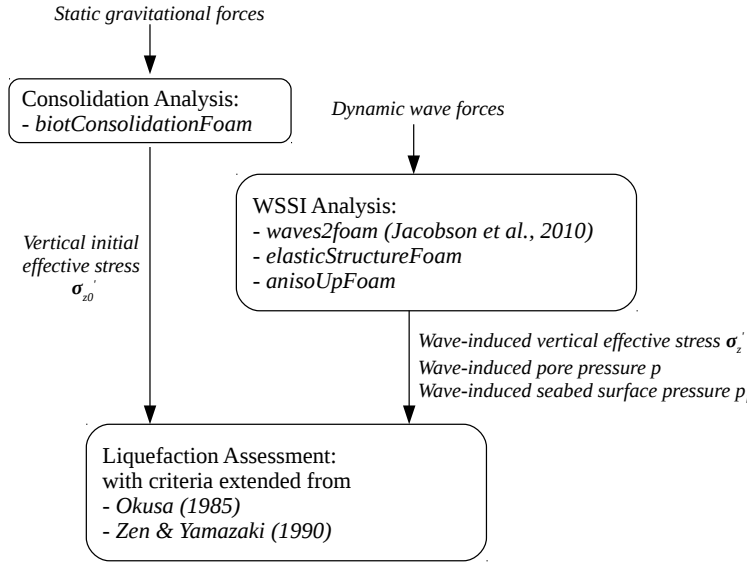 Static gravitational forces
Consolidation Analysis:
- biotConsolidationFoam
Dynamic wave forces
WSSI Analysis:
- waves2foam (Jacobson et al., 2010)
- elasticStructureFoam
- anisoUpFoam
Vertical initial
effective stress
σz0'
Wave-induced vertical effective stress σz'
Wave-induced pore pressure p
Wave-induced seabed surface pressure p
Liquefaction Assessment:
with criteria extended from
- Okusa (1985)
- Zen & Yamazaki (1990)